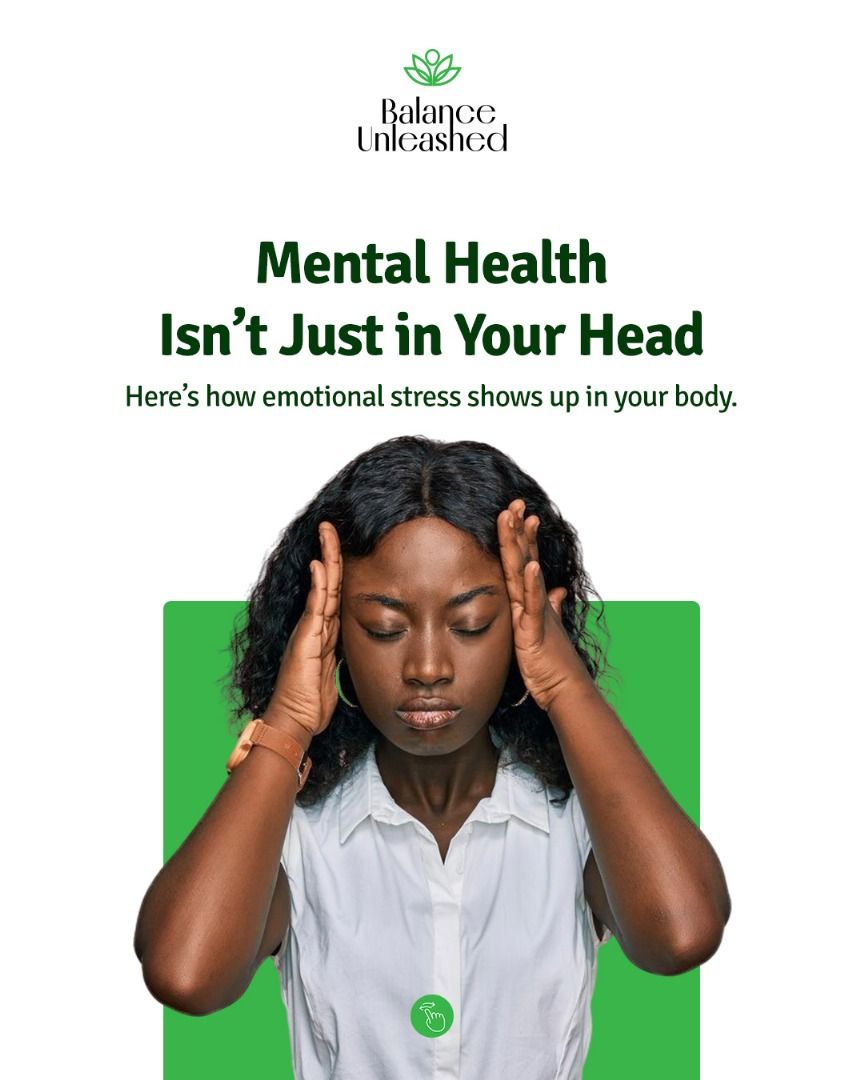 Balance
Unleashed
Mental Health
Isn’t Just in Your Head
Here’s how emotional stress shows up in your body.